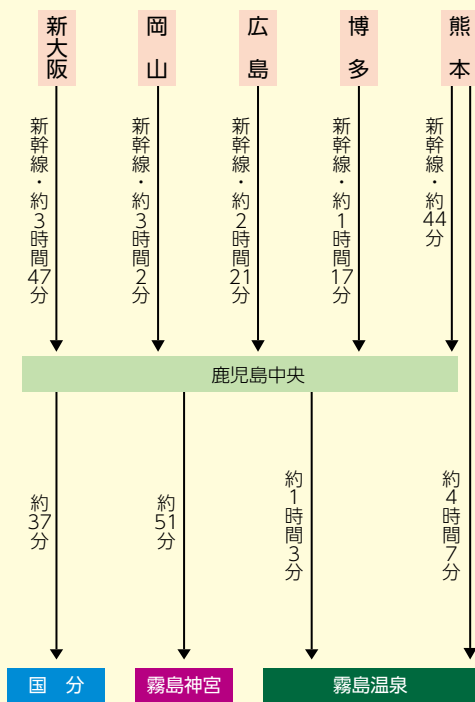 新大阪
岡山
広島
博多
熊本
新幹線・約3時間47分
新幹線・約3時間2分
新幹線・約2時間21分
新幹線・約1時間17分
新幹線・約44分
鹿児島中央
約37分
約51分
約1時間3分
約4時間7分
国分
霧島神宮
霧島温泉